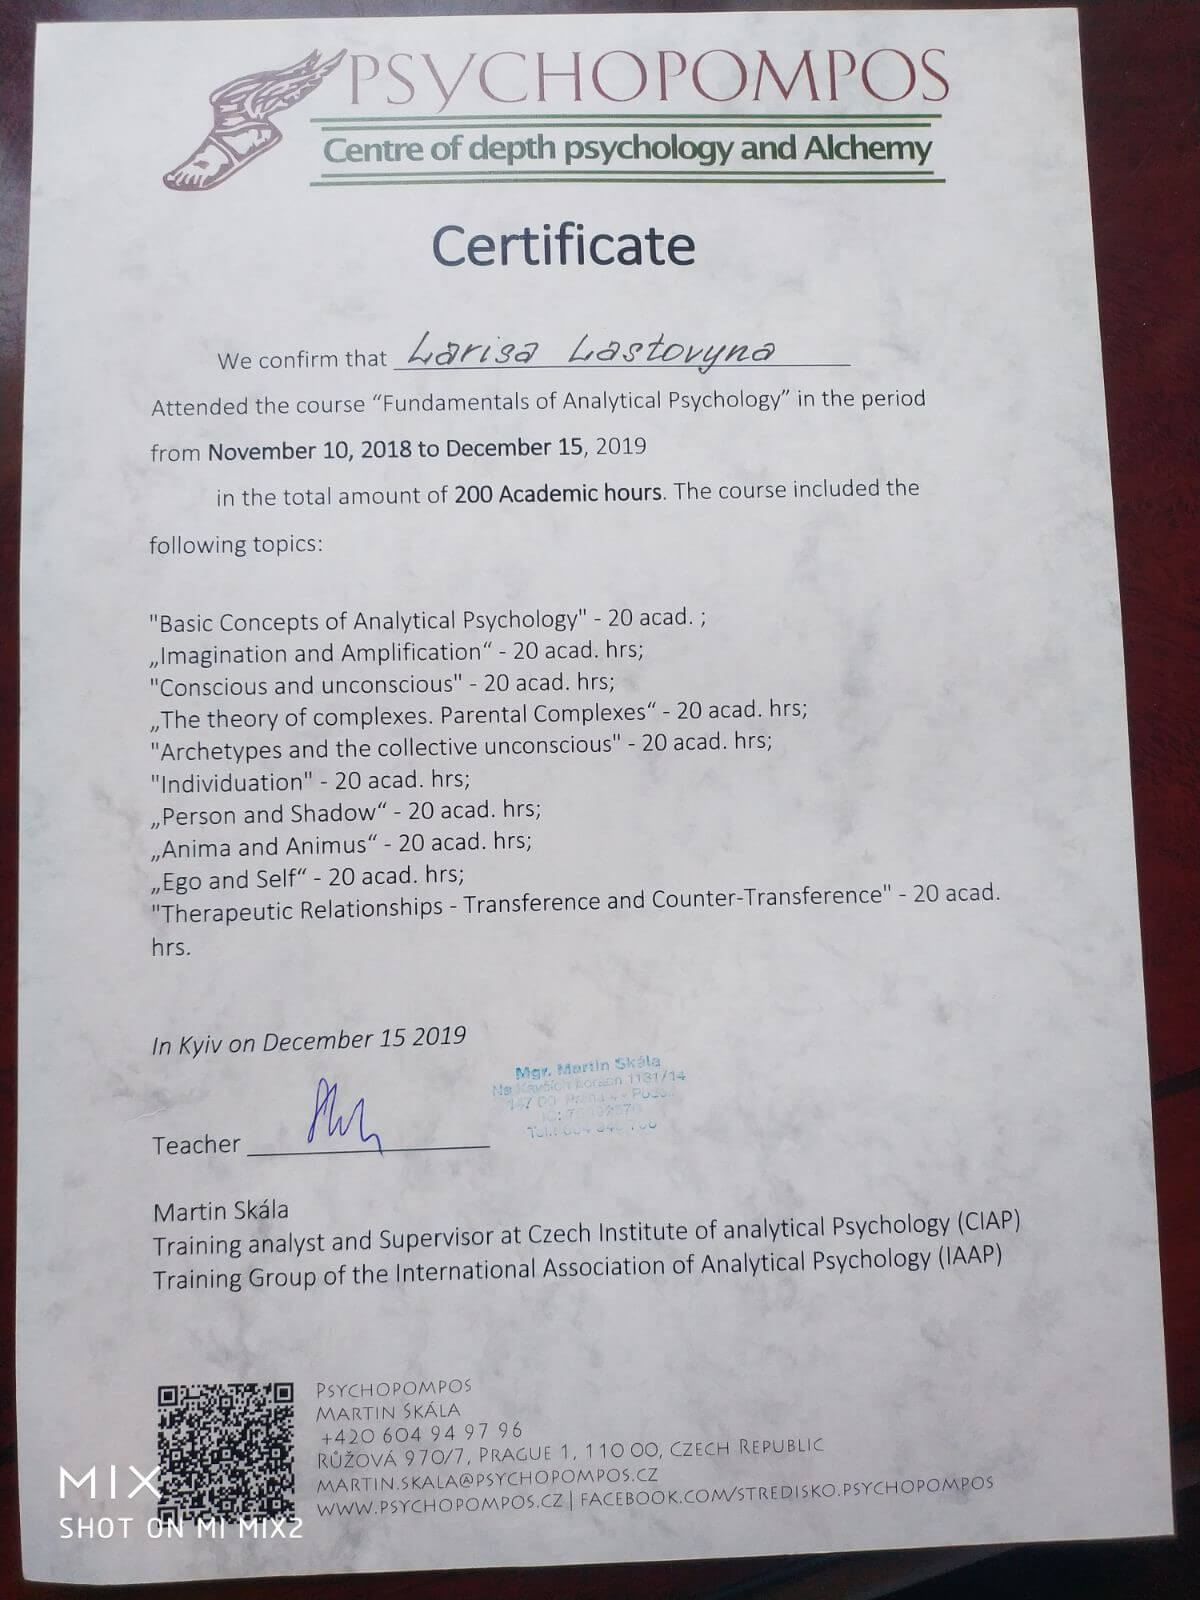 PSYCHOPOMPOS
Centre of depth psychology and Alchemy
Certificate
We confirm that Larisa Lastovyna
Attended the course “Fundamentals of Analytical Psychology” in the period
from November 10, 2018 to December 15, 2019
in the total amount of 200 Academic hours. The course included the
following topics:
"Basic Concepts of Analytical Psychology" - 20 acad. ;
„Imagination and Amplification“ - 20 acad. hrs;
"Conscious and unconscious" - 20 acad. hrs;
„The theory of complexes. Parental Complexes“ - 20 acad. hrs;
"Archetypes and the collective unconscious" - 20 acad. hrs;
"Individuation" - 20 acad. hrs;
„Person and Shadow“ - 20 acad. hrs;
„Anima and Animus“ - 20 acad. hrs;
„Ego and Self“ - 20 acad. hrs;
"Therapeutic Relationships - Transference and Counter-Transference" - 20 acad.
hrs.
In Kyiv on December 15 2019
Mgr. Martin Skála
1131/14
147 00
Teacher
Martin Skála
Training analyst and Supervisor at Czech Institute of analytical Psychology (CIAP)
Training Group of the International Association of Analytical Psychology (IAAP)
PSYCHOPOMPOS
MARTIN SKÁLA
+420 604 94 97 96
RŮŽOVÁ 970/7, PRAGUE 1, 110 00, CZECH REPUBLIC
MARTIN.SKALA@PSYCHOPOMPOS.CZ
WWW.PSYCHOPOMPOS.CZ | FACEBOOK.COM/STREDISKO.PSYCHOPOMPOS
MIX
SHOT ON MI MIX2